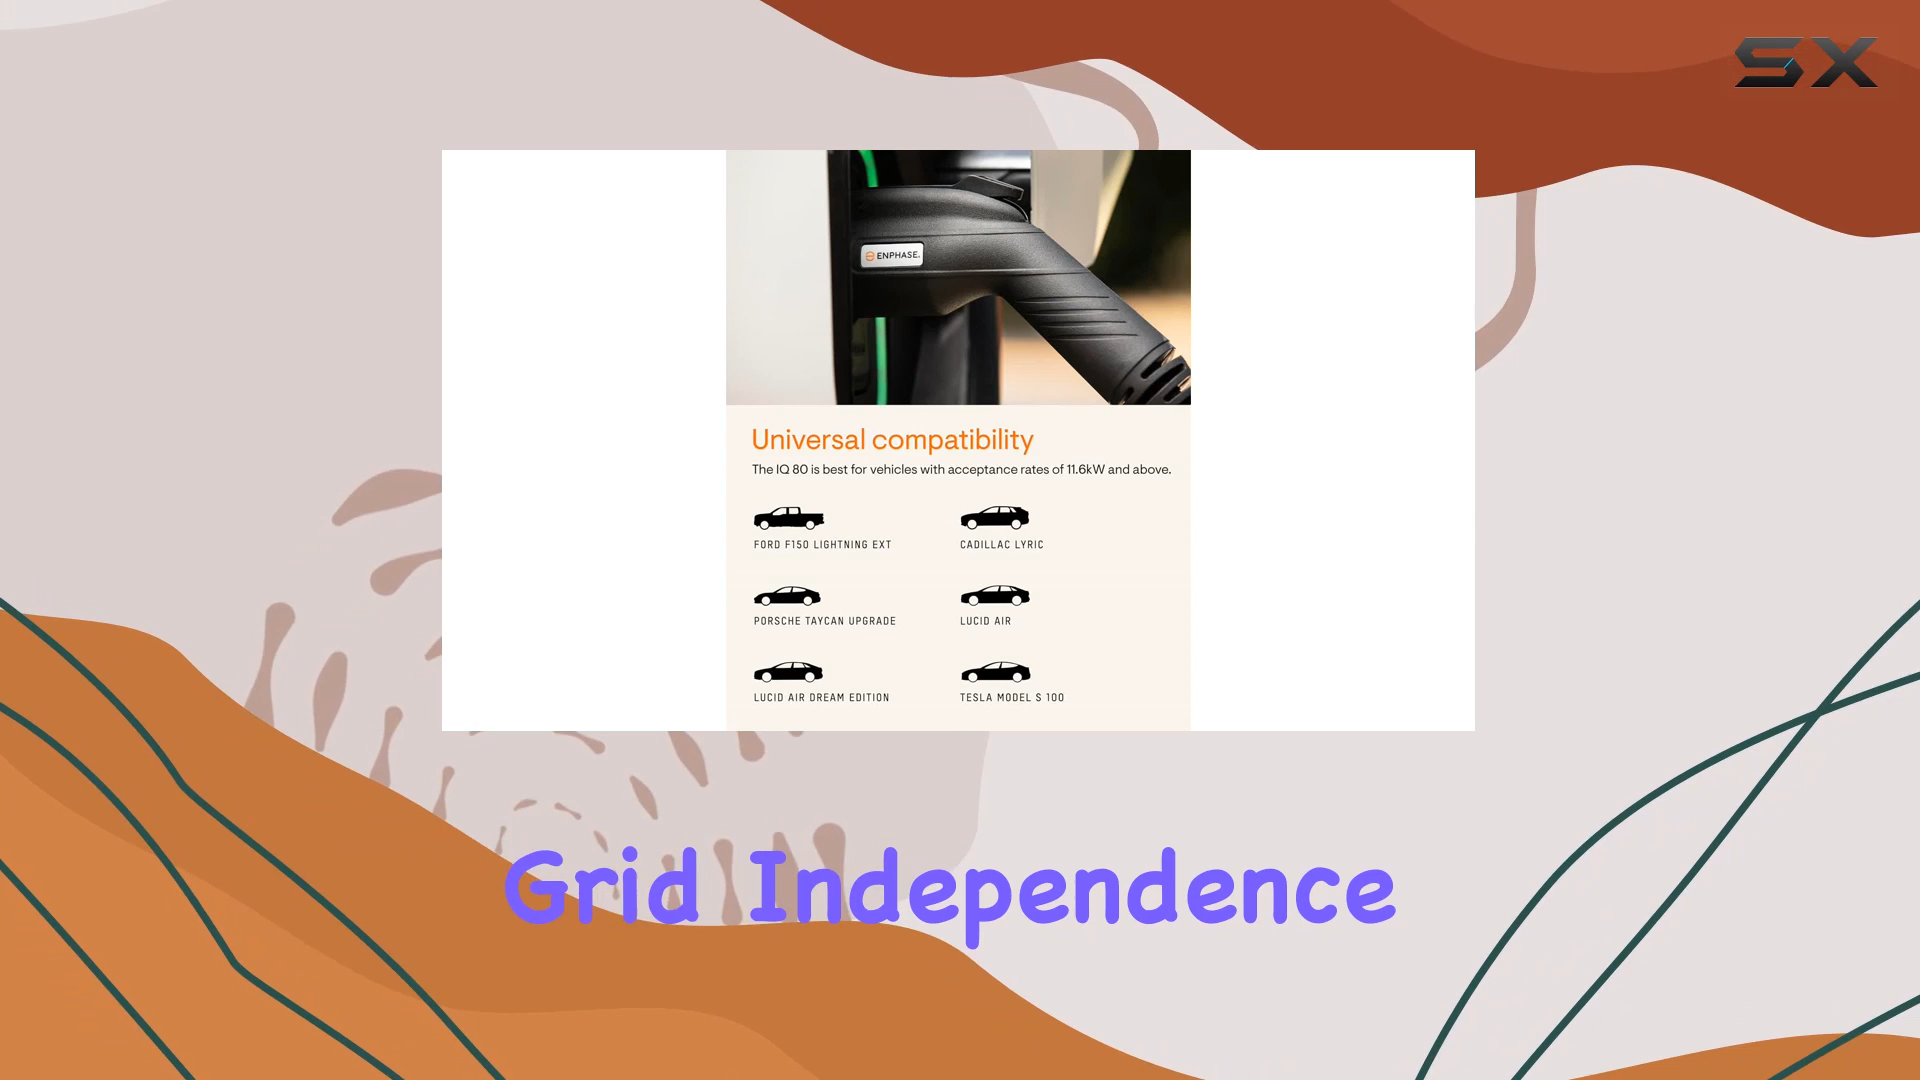 SX
ENPHASE.
Universal compatibility
The IQ 80 is best for vehicles with acceptance rates of 11.6kW and above.
FORD F150 LIGHTNING EXT
CADILLAC LYRIC
PORSCHE TAYCAN UPGRADE
LUCID AIR
LUCID AIR DREAM EDITION
TESLA MODEL S 100
Grid Independence